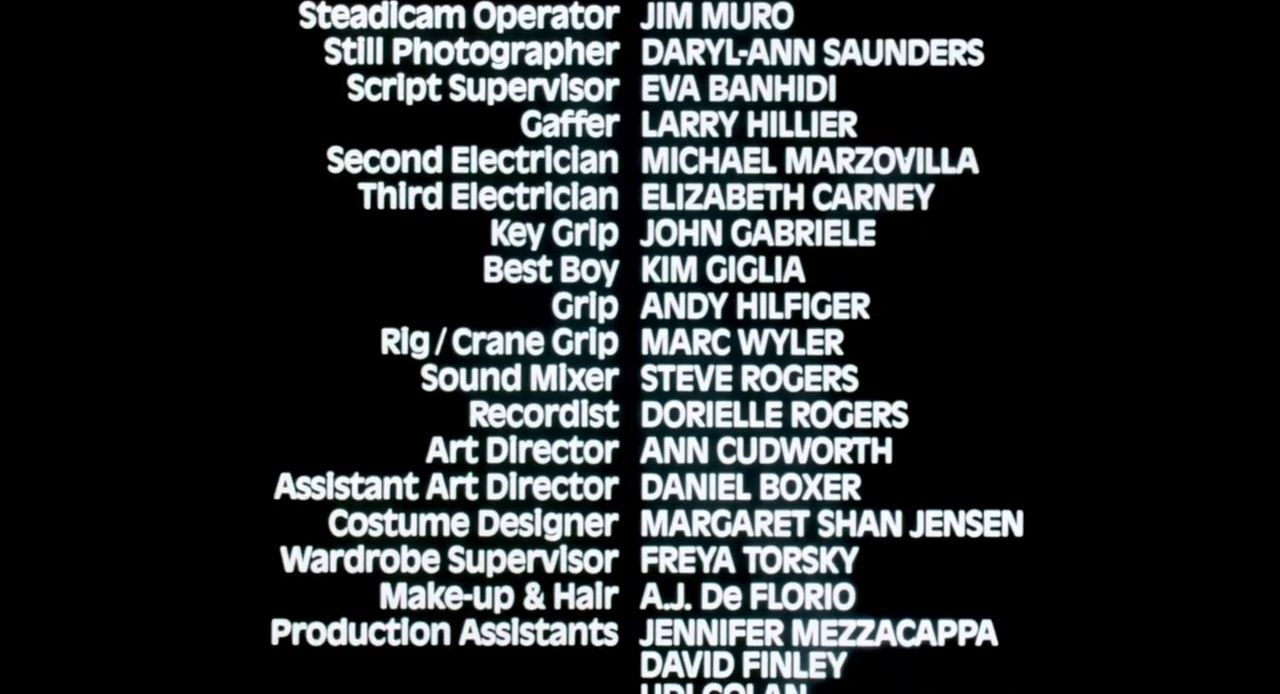 Steadicam Operator JIM MURO
Still Photographer DARYL-ANN SAUNDERS
Script Supervisor EVA BANHIDI
Gaffer LARRY HILLIER
Second Electrician MICHAEL MARZOVILLA
Third Electrician ELIZABETH CARNEY
Key Grip JOHN GABRIELE
Best Boy KIM GIGLIA
Grip ANDY HILFIGER
Rig / Crane Grip MARC WYLER
Sound Mixer STEVE ROGERS
Recordist DORIELLE ROGERS
Art Director ANN CUDWORTH
Assistant Art Director DANIEL BOXER
Costume Designer MARGARET SHAN JENSEN
Wardrobe Supervisor FREYA TORSKY
Make-up & Hair A.J. De FLORIO
Production Assistants JENNIFER MEZZACAPPA
DAVID FINLEY